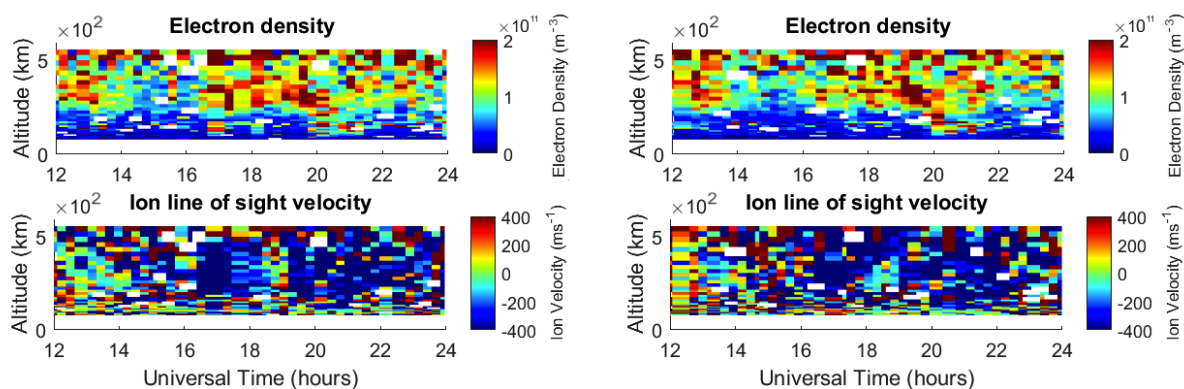 Electron density
×10²
5
0
Altitude (km)
12 14 16 18 20 22 24
×10¹¹
2
1
0
Electron Density (m⁻³)
Ion line of sight velocity
×10²
5
0
Altitude (km)
12 14 16 18 20 22 24
Universal Time (hours)
400
200
0
-200
-400
Ion Velocity (ms⁻¹)
Electron density
×10²
5
0
Altitude (km)
12 14 16 18 20 22 24
×10¹¹
2
1
0
Electron Density (m⁻³)
Ion line of sight velocity
×10²
5
0
Altitude (km)
12 14 16 18 20 22 24
Universal Time (hours)
400
200
0
-200
-400
Ion Velocity (ms⁻¹)